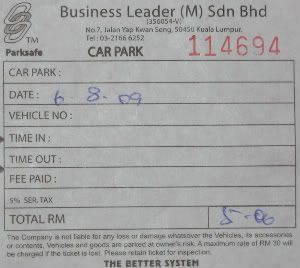 Business Leader (M) Sdn Bhd
(356054-V)
No.7, Jalan Yap Kwan Seng, 50450 Kuala Lumpur.
Tel : 03-2166 6252
Parksafe CAR PARK 114694
CAR PARK :
DATE : 6-8-09
VEHICLE NO :
TIME IN :
TIME OUT :
FEE PAID :
5% SER. TAX
TOTAL RM 5-00
The Company is not liable for any loss or damage whatsoever the Vehicles, its accessories
or contents. Vehicles and goods are parked at owner's risk. A maximum rate of RM 30 will
be charged if the ticket is lost. Please retain ticket for inspection.
THE BETTER SYSTEM